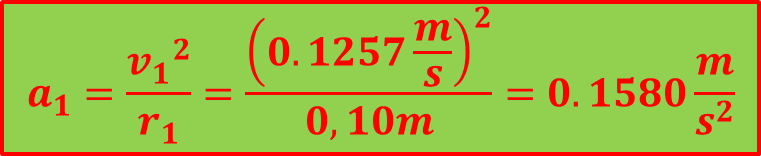 a₁ = v₁²/r₁ = (0.1257 m/s)²/0,10m = 0.1580 m/s²